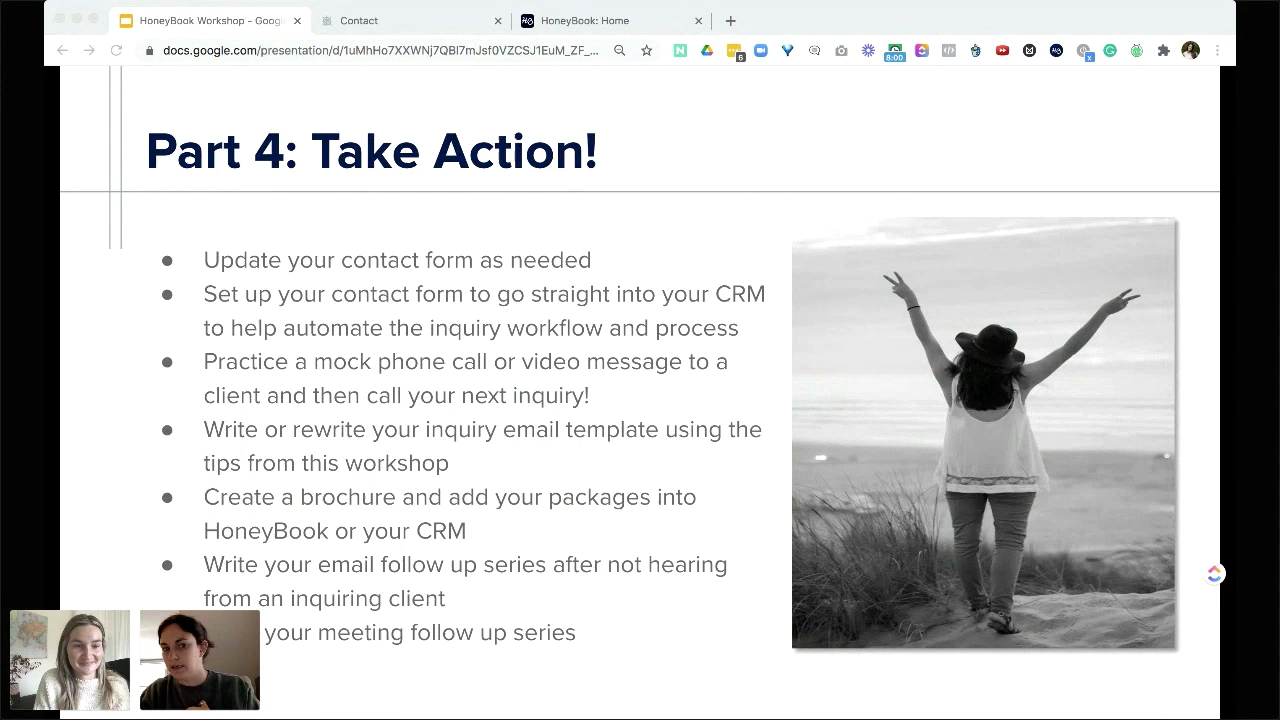 HoneyBook Workshop - Google
Contact
HoneyBook: Home
docs.google.com/presentation/d/1uMhHo7XXWNj7QBl7mJsf0VZCSJ1EuM_ZF_...
6
8:00
x
Part 4: Take Action!
Update your contact form as needed
Set up your contact form to go straight into your CRM
to help automate the inquiry workflow and process
Practice a mock phone call or video message to a
client and then call your next inquiry!
Write or rewrite your inquiry email template using the
tips from this workshop
Create a brochure and add your packages into
HoneyBook or your CRM
Write your email follow up series after not hearing
from an inquiring client
your meeting follow up series